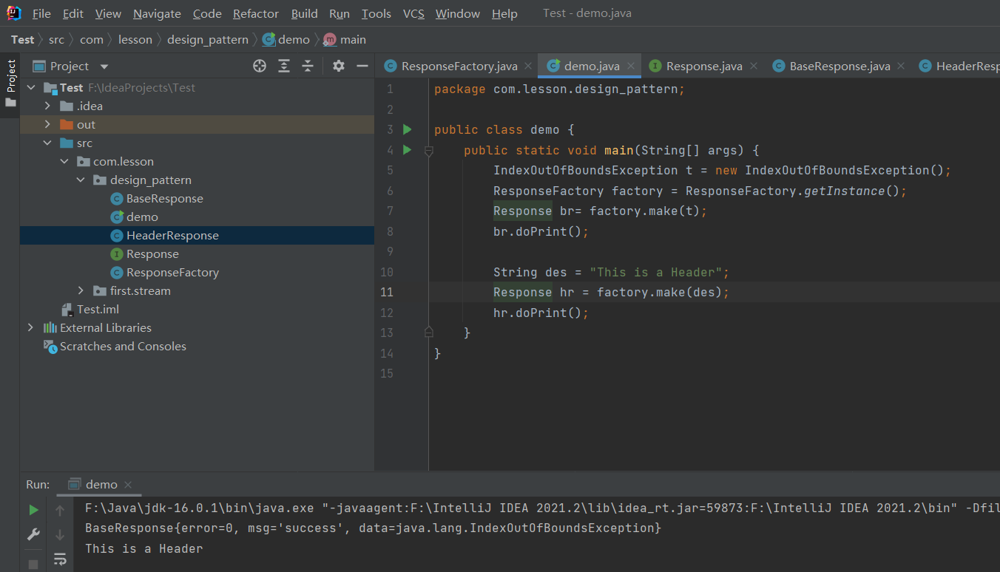 File Edit View Navigate Code Refactor Build Run Tools VCS Window Help Test - demo.java
Test src com lesson design_pattern demo main
Project
Project
ResponseFactory.java demo.java Response.java BaseResponse.java HeaderResp
Test F:\IdeaProjects\Test
.idea
out
src
com.lesson
design_pattern
BaseResponse
demo
HeaderResponse
Response
ResponseFactory
first.stream
Test.iml
External Libraries
Scratches and Consoles
1 package com.lesson.design_pattern;
2
3 public class demo {
4 public static void main(String[] args) {
5 IndexOutOfBoundsException t = new IndexOutOfBoundsException();
6 ResponseFactory factory = ResponseFactory.getInstance();
7 Response br= factory.make(t);
8 br.doPrint();
9
10 String des = "This is a Header";
11 Response hr = factory.make(des);
12 hr.doPrint();
13 }
14 }
15
Run: demo
F:\Java\jdk-16.0.1\bin\java.exe "-javaagent:F:\IntelliJ IDEA 2021.2\lib\idea_rt.jar=59873:F:\IntelliJ IDEA 2021.2\bin" -Dfil
BaseResponse{error=0, msg='success', data=java.lang.IndexOutOfBoundsException}
This is a Header